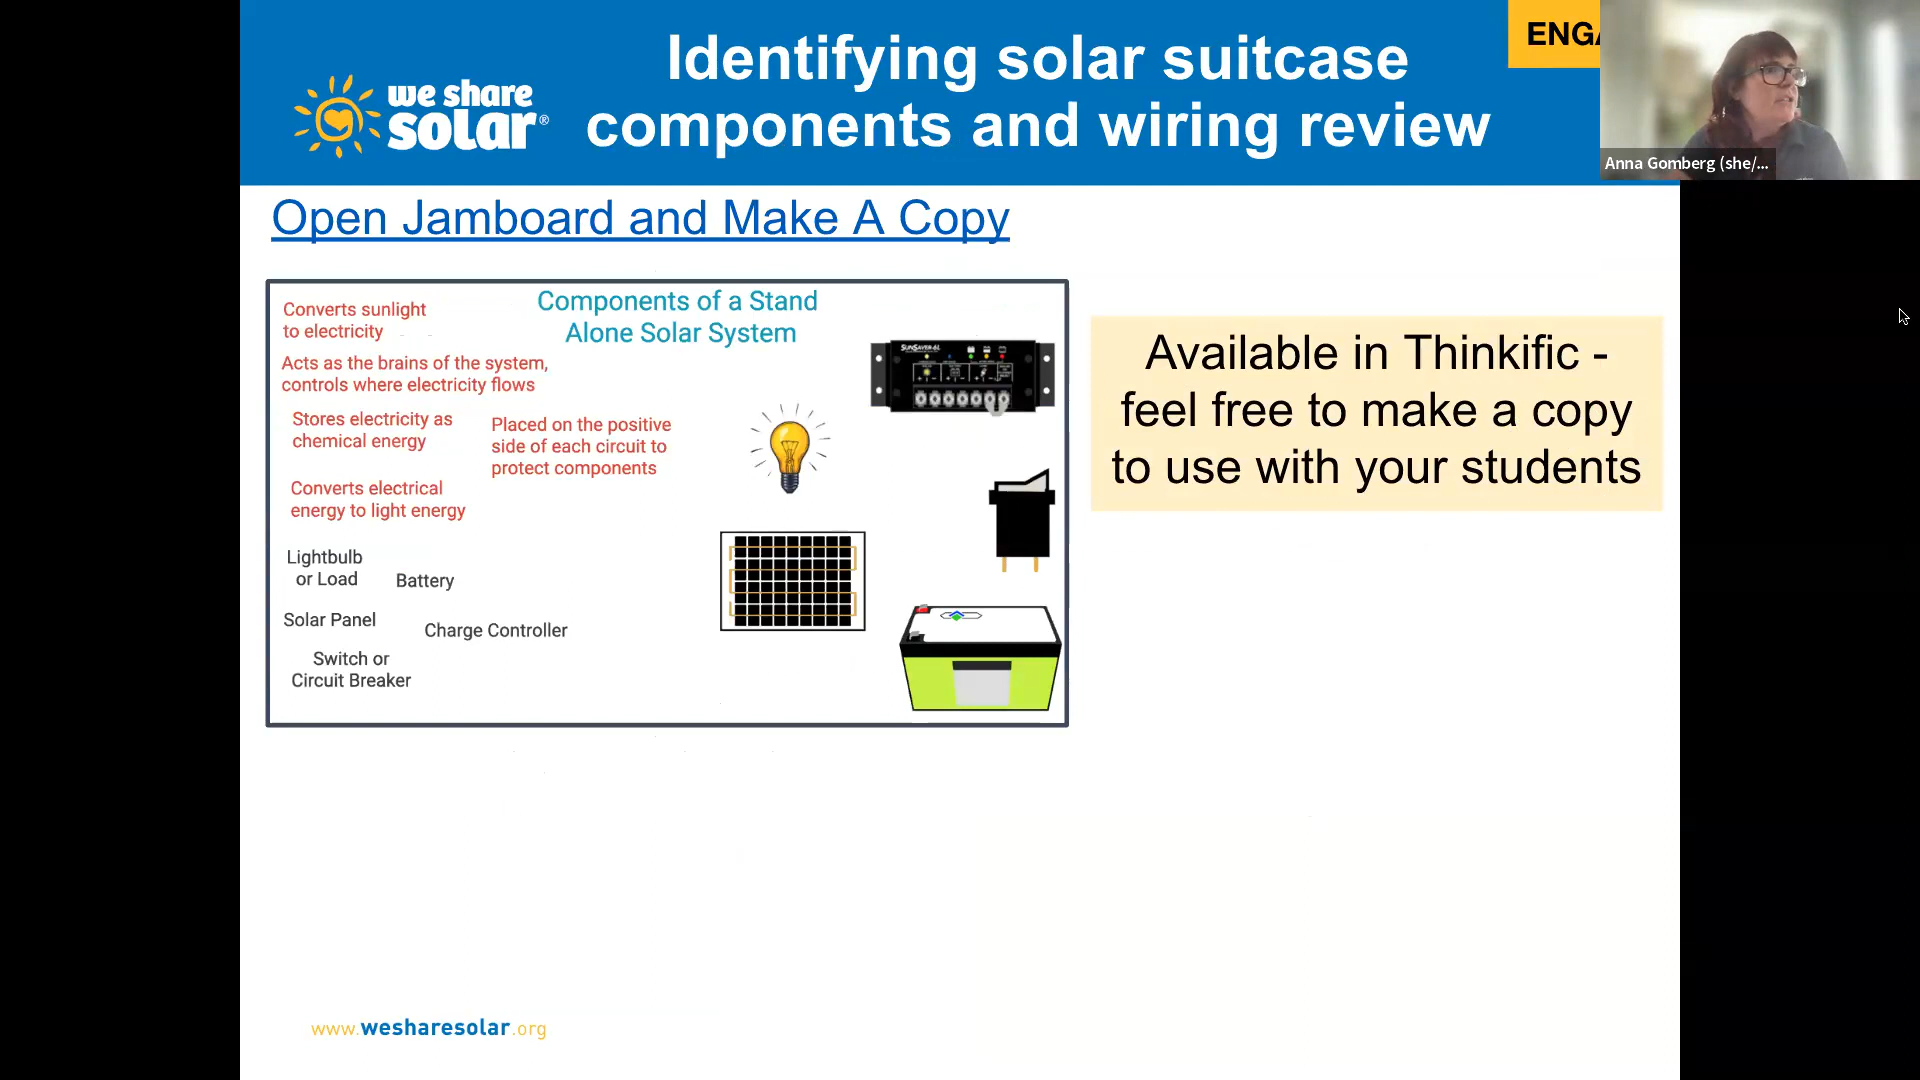 Identifying solar suitcase
components and wiring review
ENGA
we share
solar®
Anna Gomberg (she/...
Open Jamboard and Make A Copy
Components of a Stand
Alone Solar System
Converts sunlight
to electricity
Acts as the brains of the system,
controls where electricity flows
Stores electricity as
chemical energy
Placed on the positive
side of each circuit to
protect components
Converts electrical
energy to light energy
Lightbulb
or Load
Battery
Solar Panel
Charge Controller
Switch or
Circuit Breaker
SUNSAVER-6L
Available in Thinkific -
feel free to make a copy
to use with your students
www.wesharesolar.org